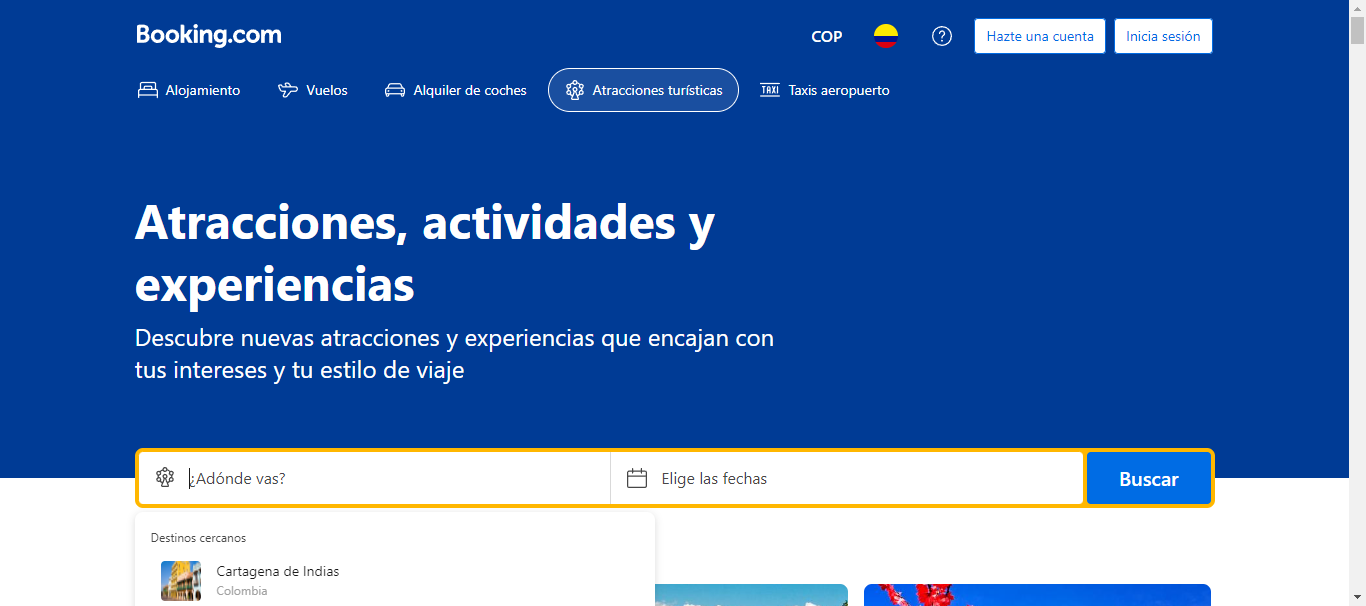 Booking.com
COP
Hazte una cuenta
Inicia sesión
Alojamiento
Vuelos
Alquiler de coches
Atracciones turísticas
TAXI
Taxis aeropuerto
Atracciones, actividades y
experiencias
Descubre nuevas atracciones y experiencias que encajan con
tus intereses y tu estilo de viaje
¿Adónde vas?
Elige las fechas
Buscar
Destinos cercanos
Cartagena de Indias
Colombia